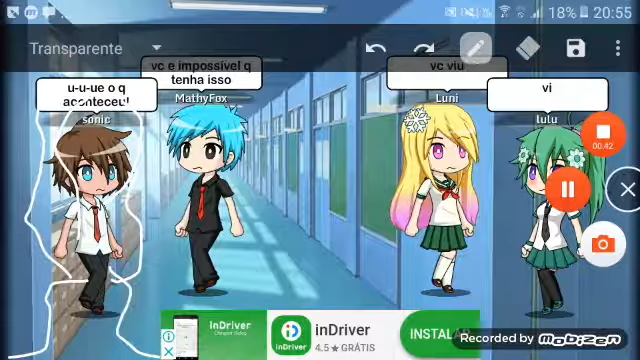 18% 20:55
Transparente
vc e impossivel q
tenha isso
vc viu
u-u-ue o q
aconteceu!
vi
MathyFox
Luni
sonic
lulu
00:42
inDriver
inDriver
inDriver
4.5★ GRÁTIS
INSTALAR
Recorded by MOBIZEN